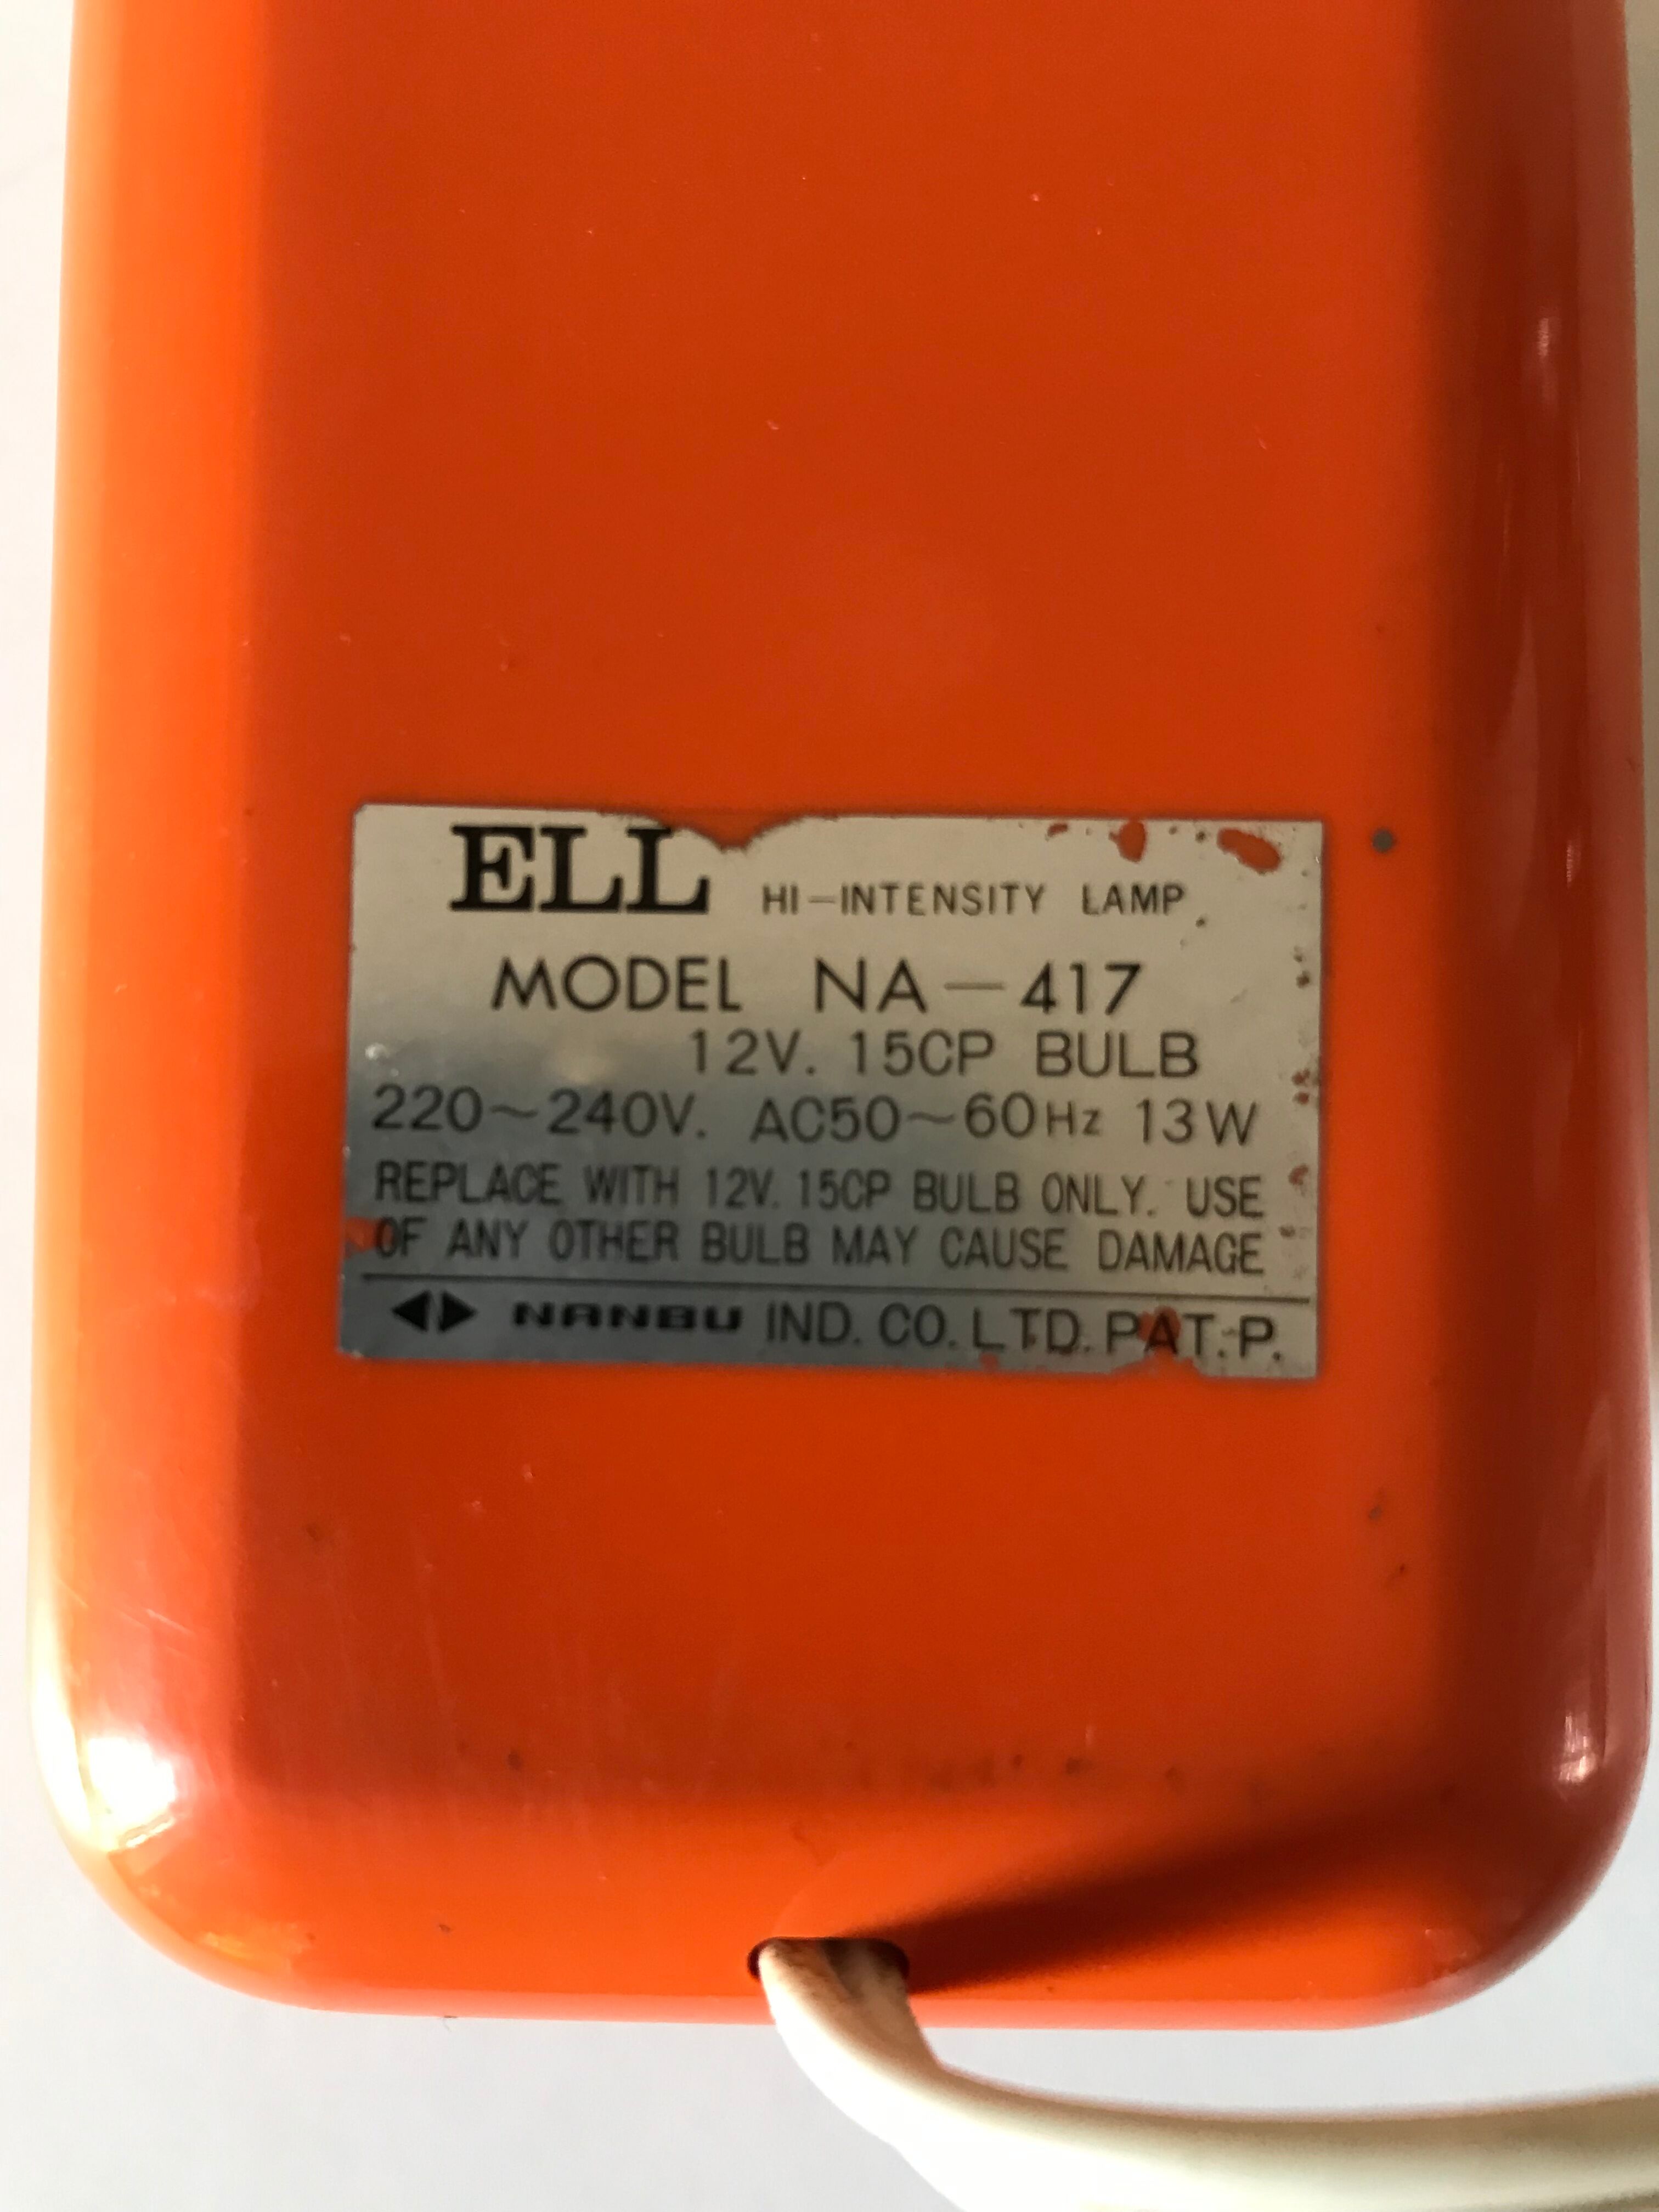 ELL HI-INTENSITY LAMP
MODEL NA-417
12V. 15CP BULB
220~240V. AC50~60Hz 13W
REPLACE WITH 12V. 15CP BULB ONLY. USE
OF ANY OTHER BULB MAY CAUSE DAMAGE
NANBU IND. CO. LTD. PAT. P.